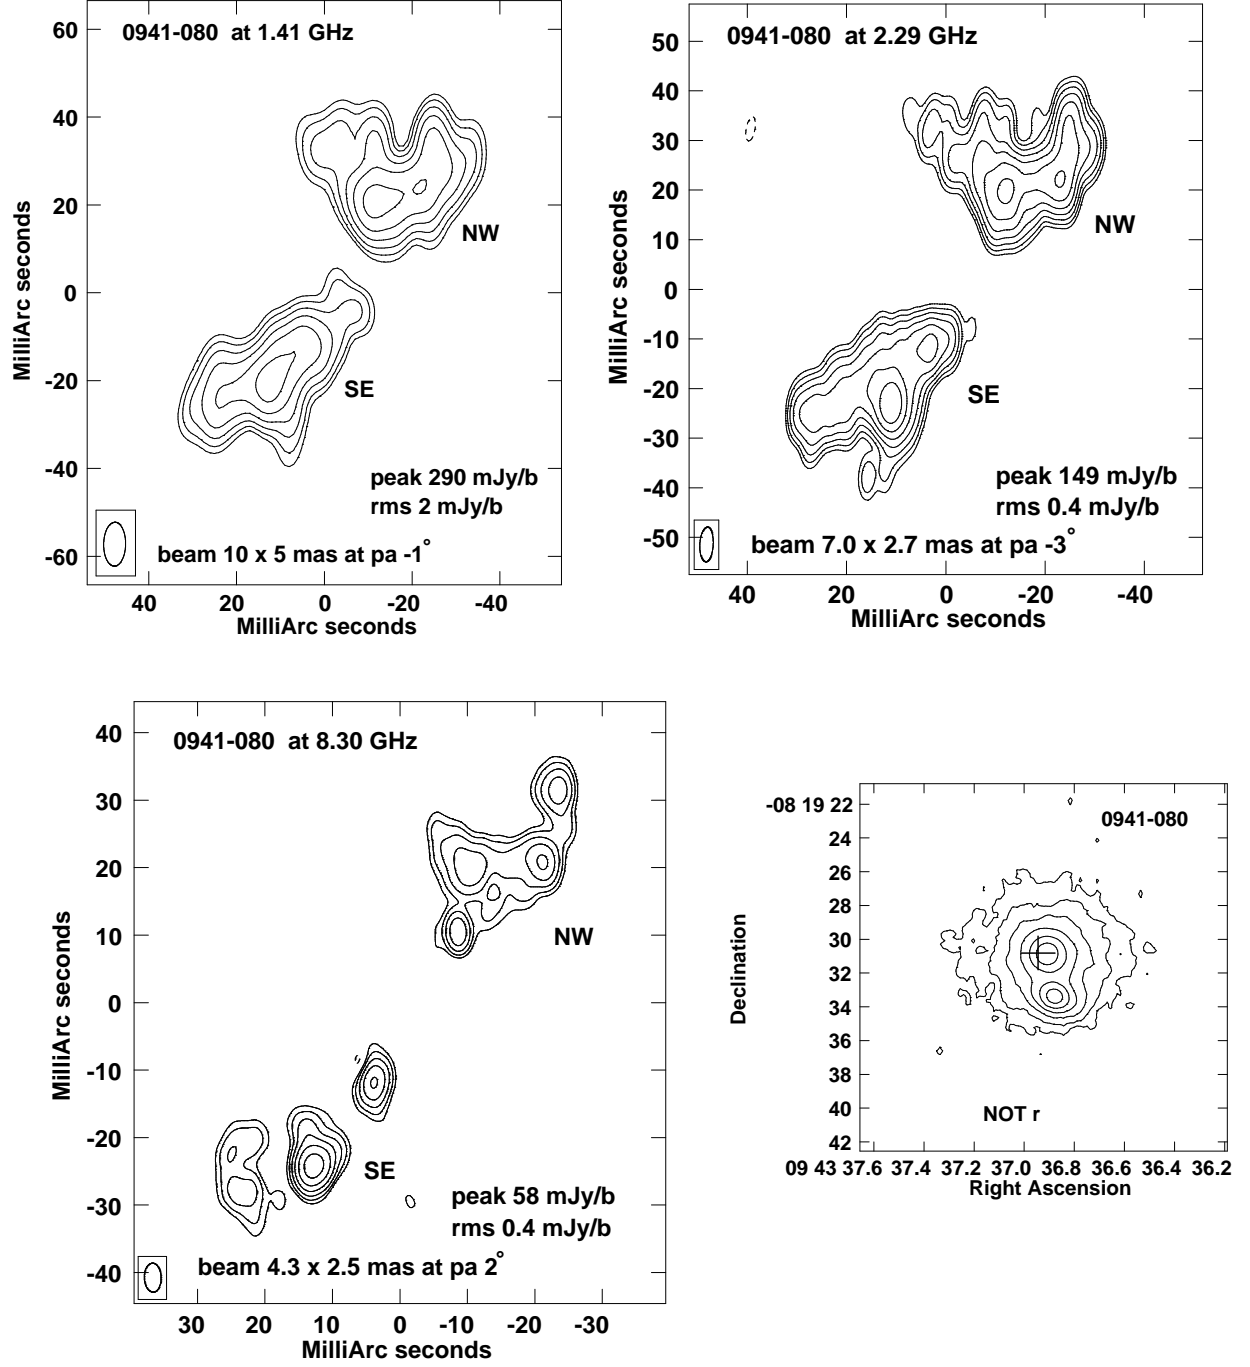 0941-080 at 1.41 GHz
60
40
20
0
-20
-40
-60
MilliArc seconds
NW
SE
peak 290 mJy/b
rms 2 mJy/b
beam 10 x 5 mas at pa -1°
40 20 0 -20 -40
MilliArc seconds
0941-080 at 2.29 GHz
50
40
30
20
10
0
-10
-20
-30
-40
-50
MilliArc seconds
NW
SE
peak 149 mJy/b
rms 0.4 mJy/b
beam 7.0 x 2.7 mas at pa -3°
40 20 0 -20 -40
MilliArc seconds
0941-080 at 8.30 GHz
40
30
20
10
0
-10
-20
-30
-40
MilliArc seconds
NW
SE
peak 58 mJy/b
rms 0.4 mJy/b
beam 4.3 x 2.5 mas at pa 2°
30 20 10 0 -10 -20 -30
MilliArc seconds
0941-080
-08 19 22
24
26
28
30
32
34
36
38
40
42
Declination
NOT r
09 43 37.6 37.4 37.2 37.0 36.8 36.6 36.4 36.2
Right Ascension